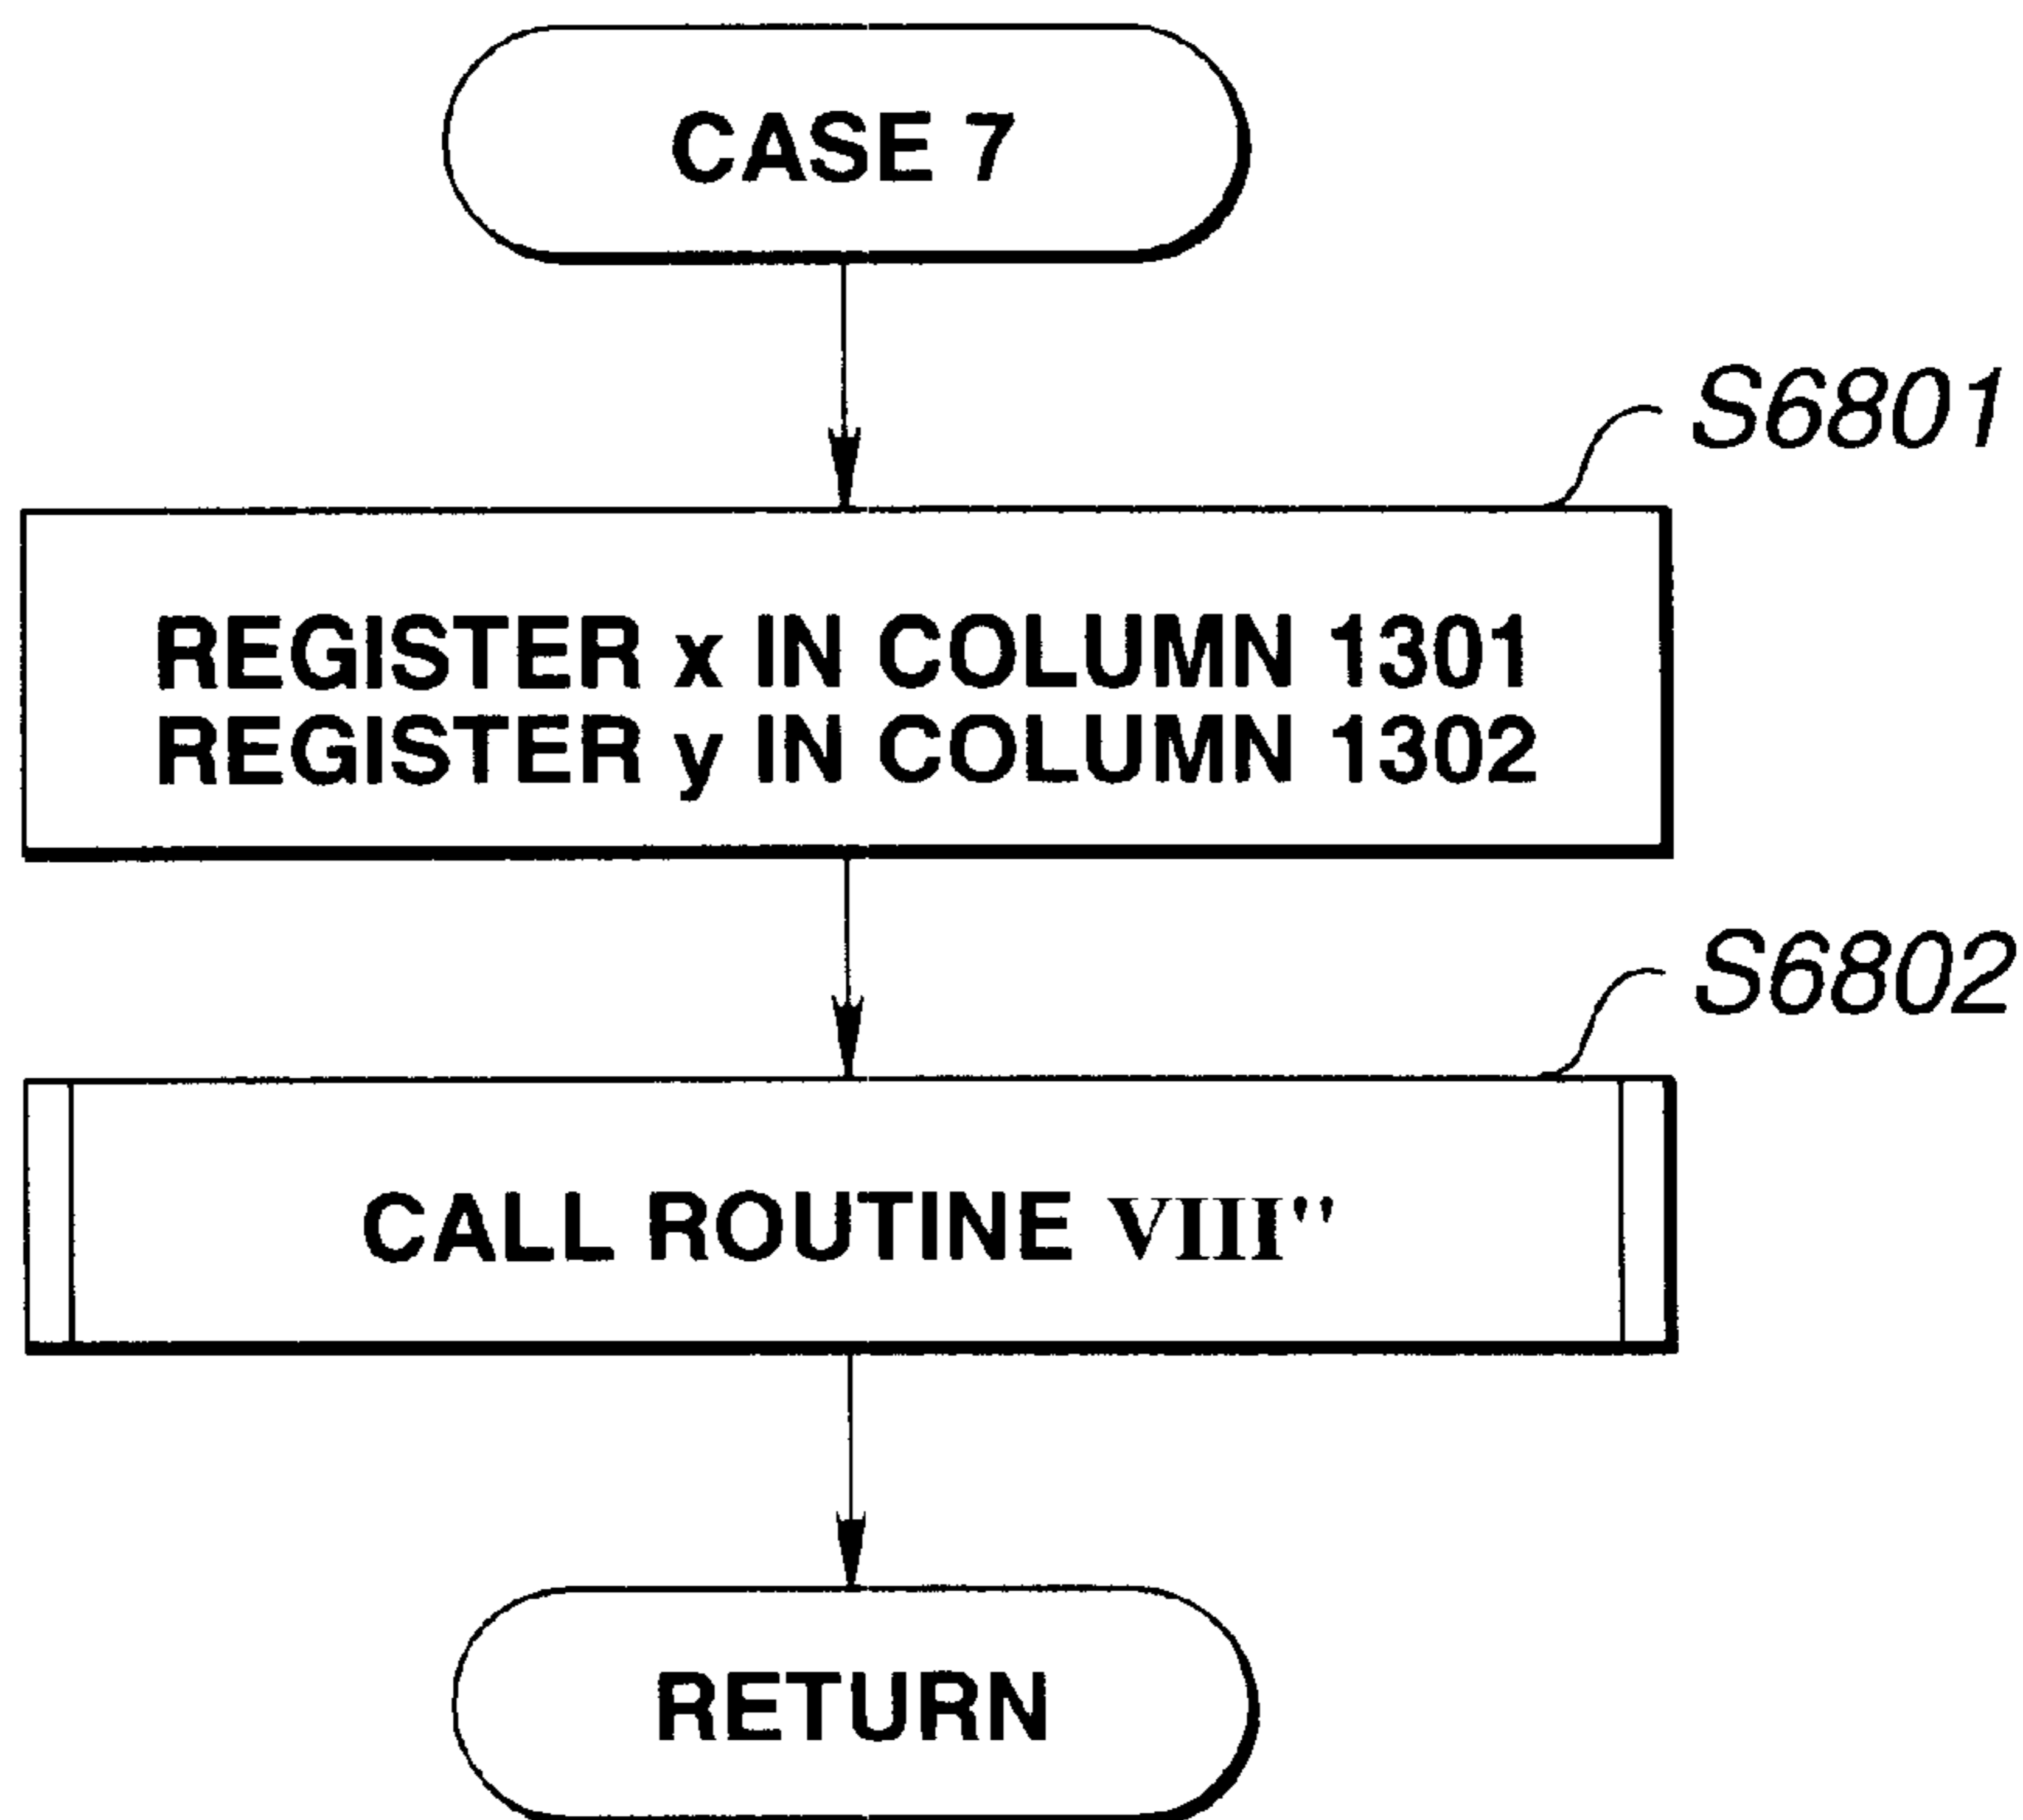 CASE 7
S6801
REGISTER x IN COLUMN 1301
REGISTER y IN COLUMN 1302
S6802
CALL ROUTINE VIII"
RETURN